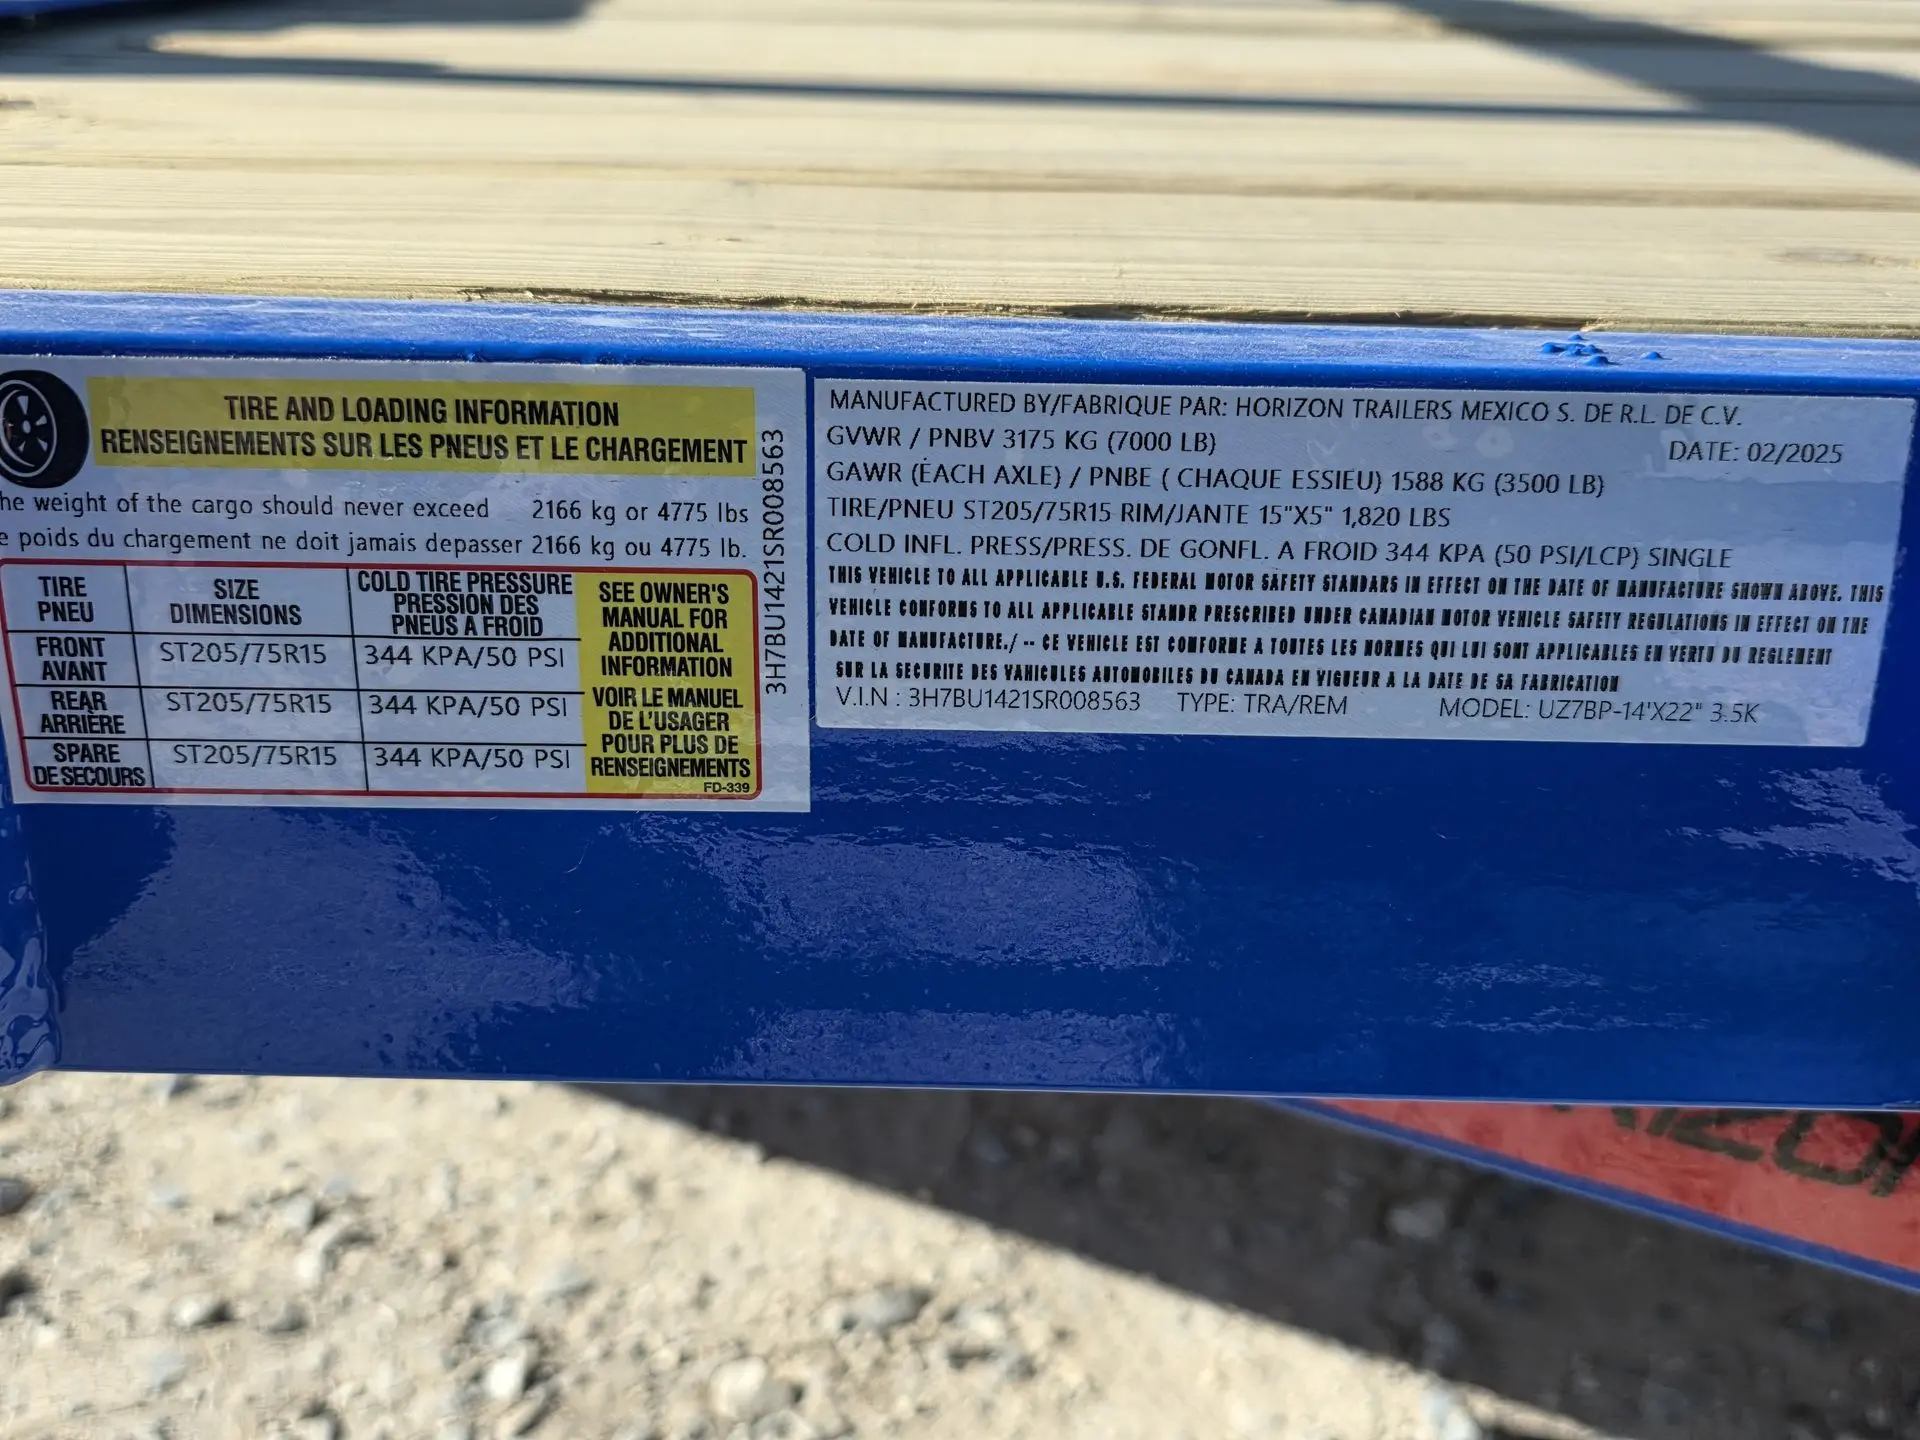 TIRE AND LOADING INFORMATION
RENSEIGNEMENTS SUR LES PNEUS ET LE CHARGEMENT
he weight of the cargo should never exceed 2166 kg or 4775 lbs
e poids du chargement ne doit jamais depasser 2166 kg ou 4775 lb.
TIRE PNEU SIZE DIMENSIONS COLD TIRE PRESSURE PRESSION DES PNEUS A FROID
FRONT AVANT ST205/75R15 344 KPA/50 PSI
REAR ARRIÈRE ST205/75R15 344 KPA/50 PSI
SPARE DE SECOURS ST205/75R15 344 KPA/50 PSI
SEE OWNER'S
MANUAL FOR
ADDITIONAL
INFORMATION
VOIR LE MANUEL
DE L'USAGER
POUR PLUS DE
RENSEIGNEMENTS
FD-339
3H7BU1421SR008563
MANUFACTURED BY/FABRIQUE PAR: HORIZON TRAILERS MEXICO S. DE R.L. DE C.V.
GVWR / PNBV 3175 KG (7000 LB) DATE: 02/2025
GAWR (EACH AXLE) / PNBE ( CHAQUE ESSIEU) 1588 KG (3500 LB)
TIRE/PNEU ST205/75R15 RIM/JANTE 15"X5" 1,820 LBS
COLD INFL. PRESS/PRESS. DE GONFL. A FROID 344 KPA (50 PSI/LCP) SINGLE
THIS VEHICLE TO ALL APPLICABLE U.S. FEDERAL MOTOR SAFETY STANDARS IN EFFECT ON THE DATE OF MANUFACTURE SHOWN ABOVE. THIS
VEHICLE CONFORMS TO ALL APPLICABLE STANDR PRESCRIBED UNDER CANADIAN MOTOR VEHICLE SAFETY REGULATIONS IN EFFECT ON THE
DATE OF MANUFACTURE./ -- CE VEHICLE EST COMFORME A TOUTES LES NORMES QUI LUI SONT APPLICABLES EN VERTU DU REGLEMENT
SUR LA SECURITE DES VAHICULES AUTOMOBILES DU CANADA EN VIGUEUR A LA DATE DE SA FABRICATION
V.I.N : 3H7BU1421SR008563 TYPE: TRA/REM MODEL: UZ7BP-14'X22" 3.5K